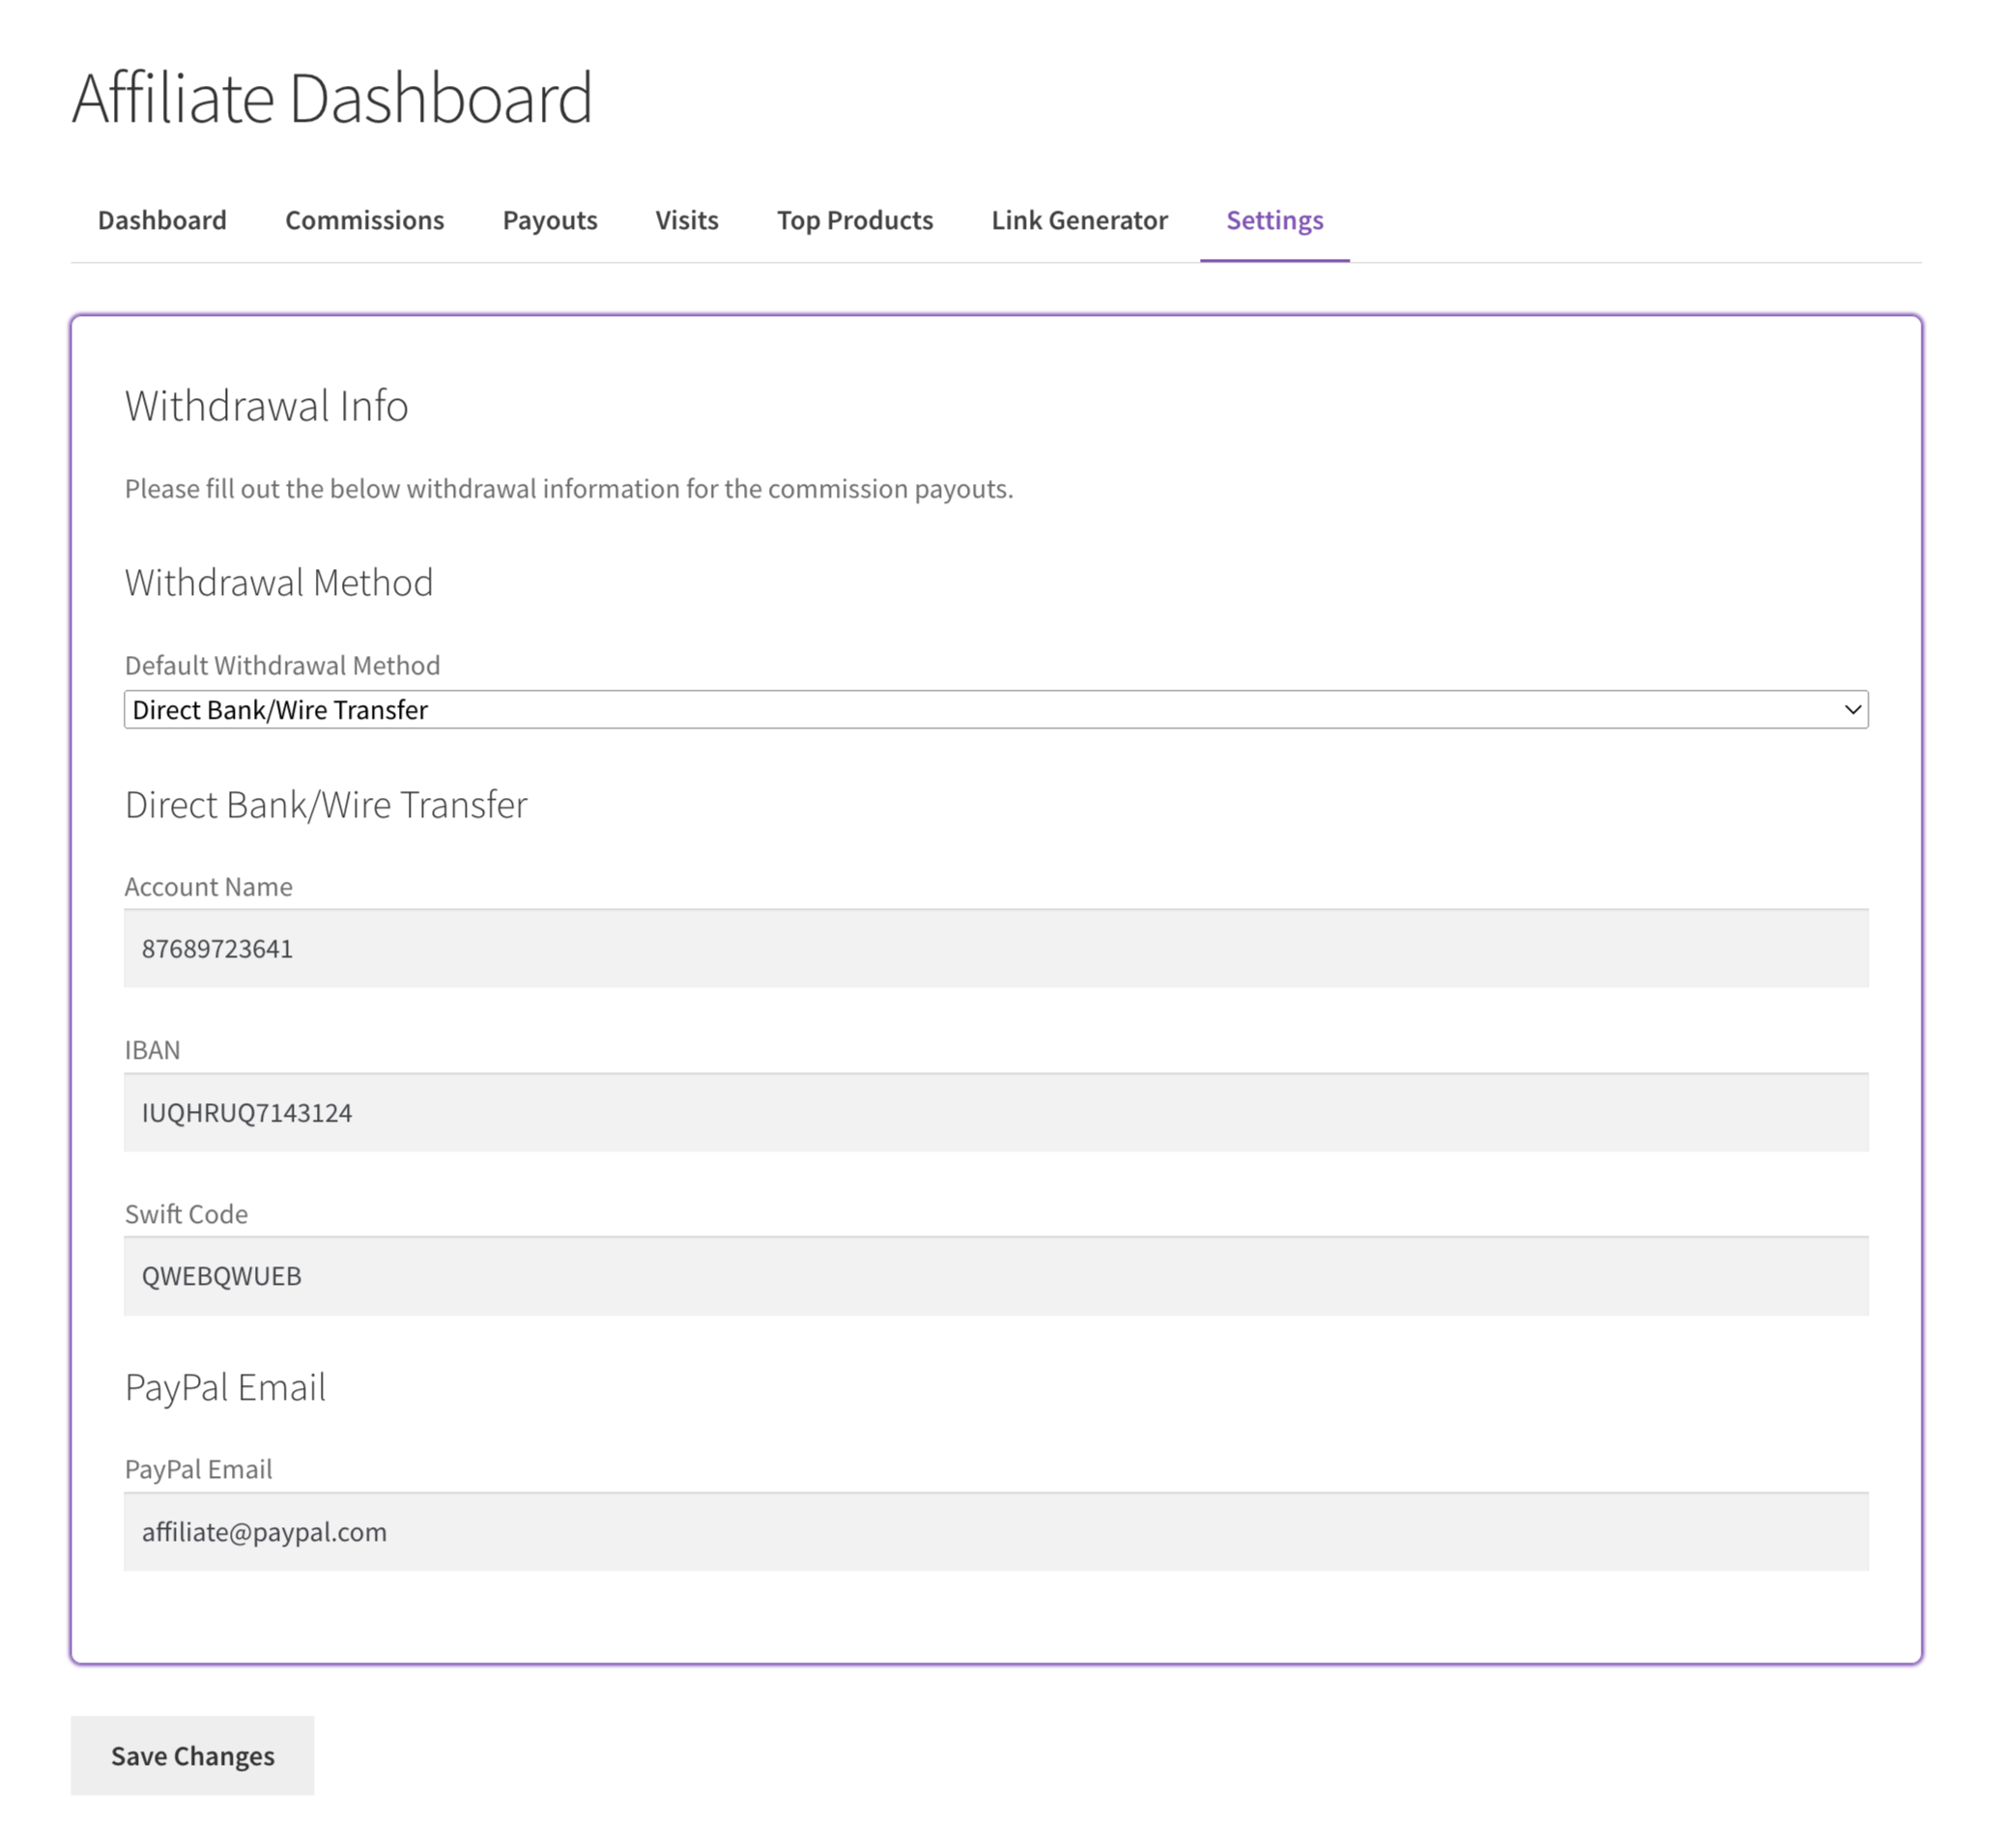 Affiliate Dashboard
Dashboard Commissions Payouts Visits Top Products Link Generator Settings
Withdrawal Info
Please fill out the below withdrawal information for the commission payouts.
Withdrawal Method
Default Withdrawal Method
Direct Bank/Wire Transfer
Direct Bank/Wire Transfer
Account Name
87689723641
IBAN
IUQHRUQ7143124
Swift Code
QWEBQWUEB
PayPal Email
PayPal Email
affiliate@paypal.com
Save Changes